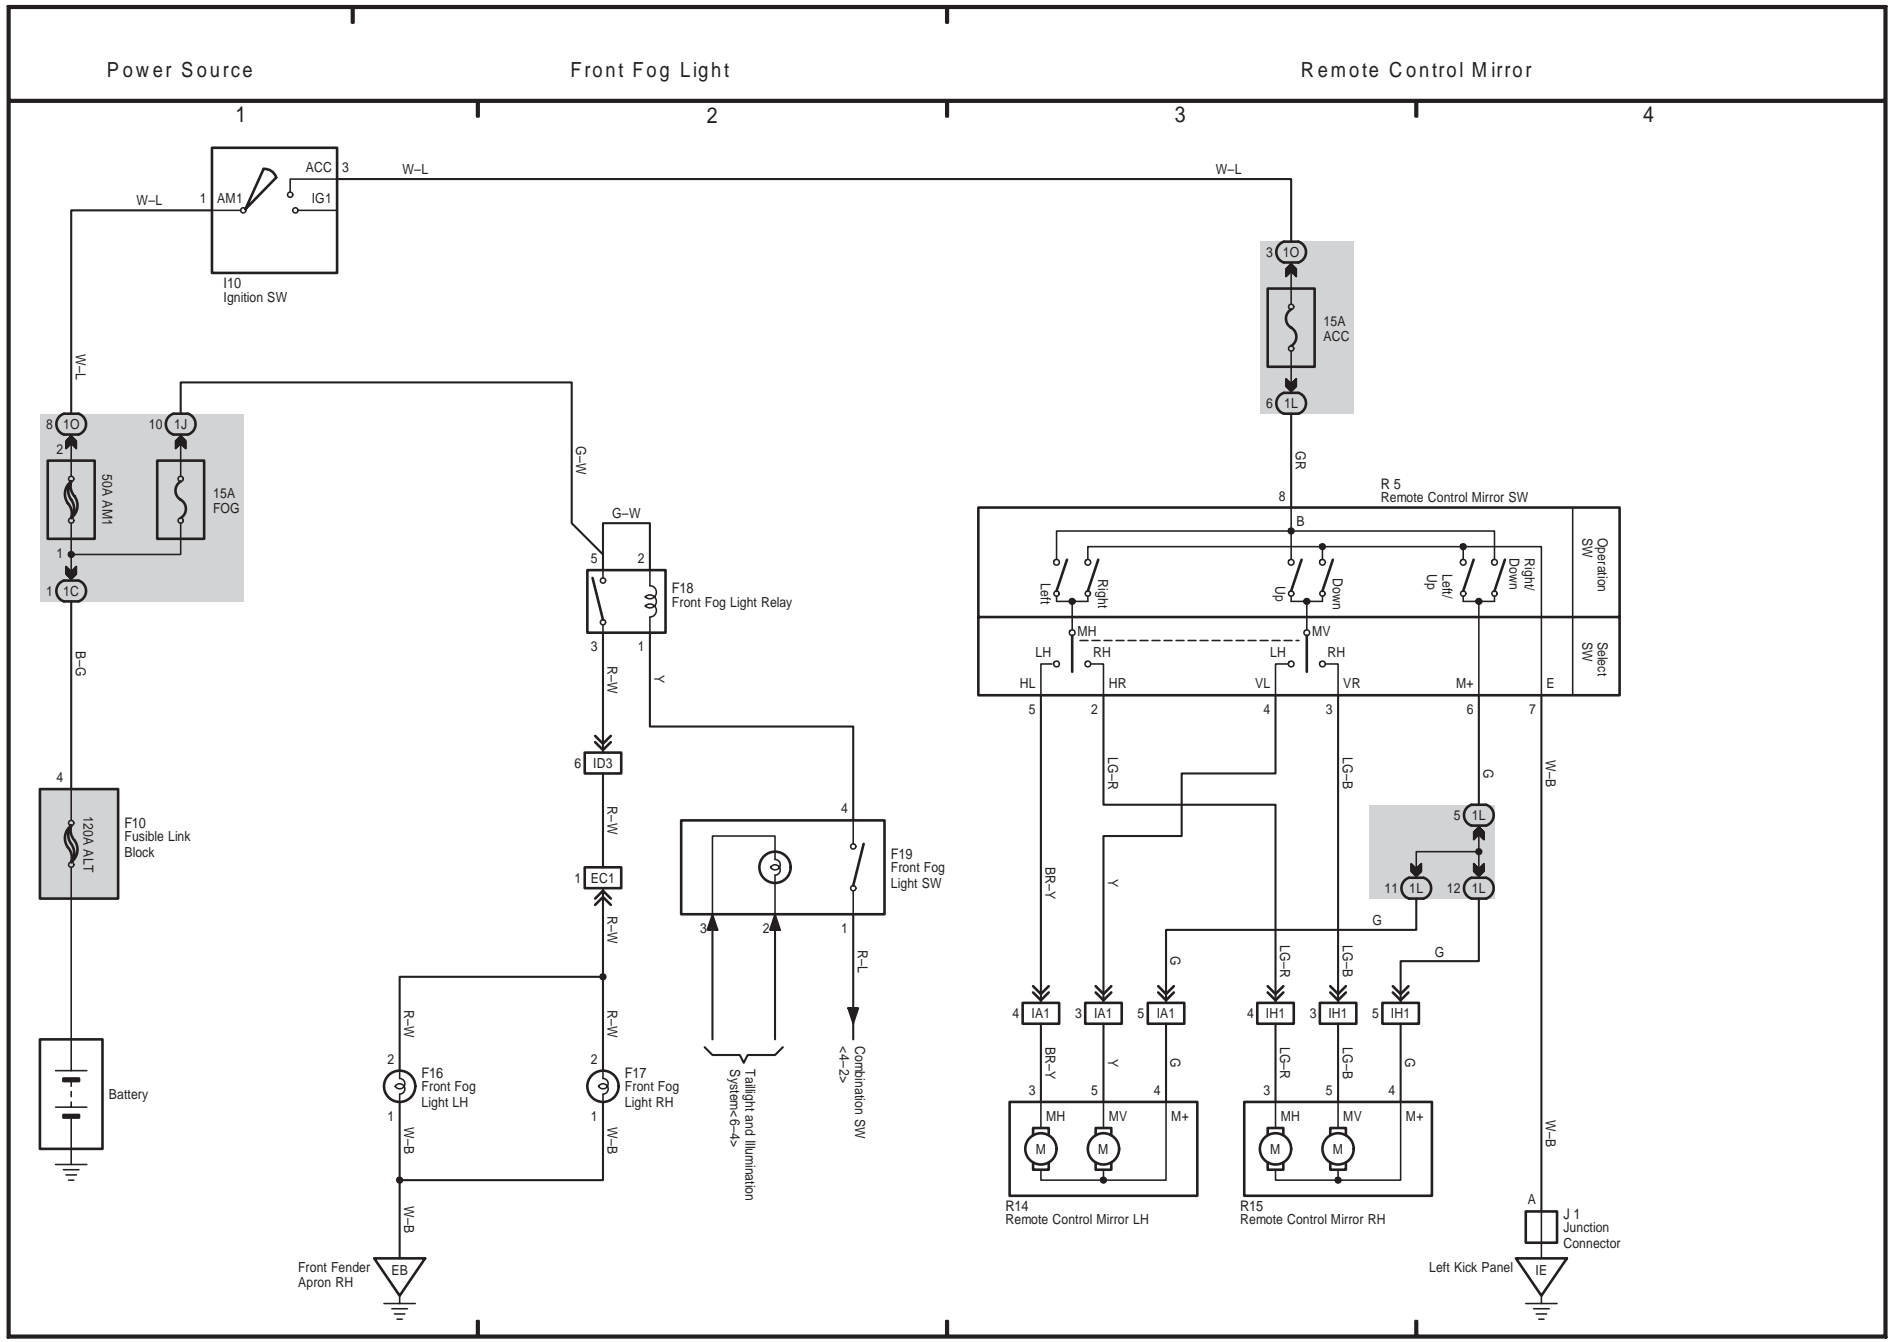 Power Source
Front Fog Light
Remote Control Mirror
1
2
3
4
ACC
3
W–L
W–L
W–L
1
AM1
IG1
I10
Ignition SW
W–L
3
1O
15A
ACC
6
1L
GR
8
1O
10
1J
2
50A AM1
15A
FOG
1
1
1C
B–G
G–W
G–W
5
2
F18
Front Fog Light Relay
3
1
R–W
Y
R 5
Remote Control Mirror SW
8
B
Operation
SW
Left
Right
Up
Down
Left/
Up
Right/
Down
Select
SW
MH
MV
LH
RH
LH
RH
HL
HR
VL
VR
M+
E
5
2
4
3
6
7
LG–R
LG–B
G
W–B
4
F10
Fusible Link
Block
120A ALT
6
ID3
R–W
1
EC1
R–W
4
F19
Front Fog
Light SW
3
2
1
R–L
5
1L
11
1L
12
1L
BR–Y
Y
G
G
G
LG–R
LG–B
4
IA1
3
IA1
5
IA1
4
IH1
3
IH1
5
IH1
BR–Y
Y
G
LG–R
LG–B
G
R–W
R–W
Battery
2
F16
Front Fog
Light LH
1
2
F17
Front Fog
Light RH
1
W–B
W–B
Taillight and Illumination
System<6–4>
Combination SW
<4–2>
3
5
4
3
5
4
MH
MV
M+
MH
MV
M+
M
M
M
M
R14
Remote Control Mirror LH
R15
Remote Control Mirror RH
W–B
W–B
Front Fender
Apron RH
EB
A
J 1
Junction
Connector
Left Kick Panel
IE